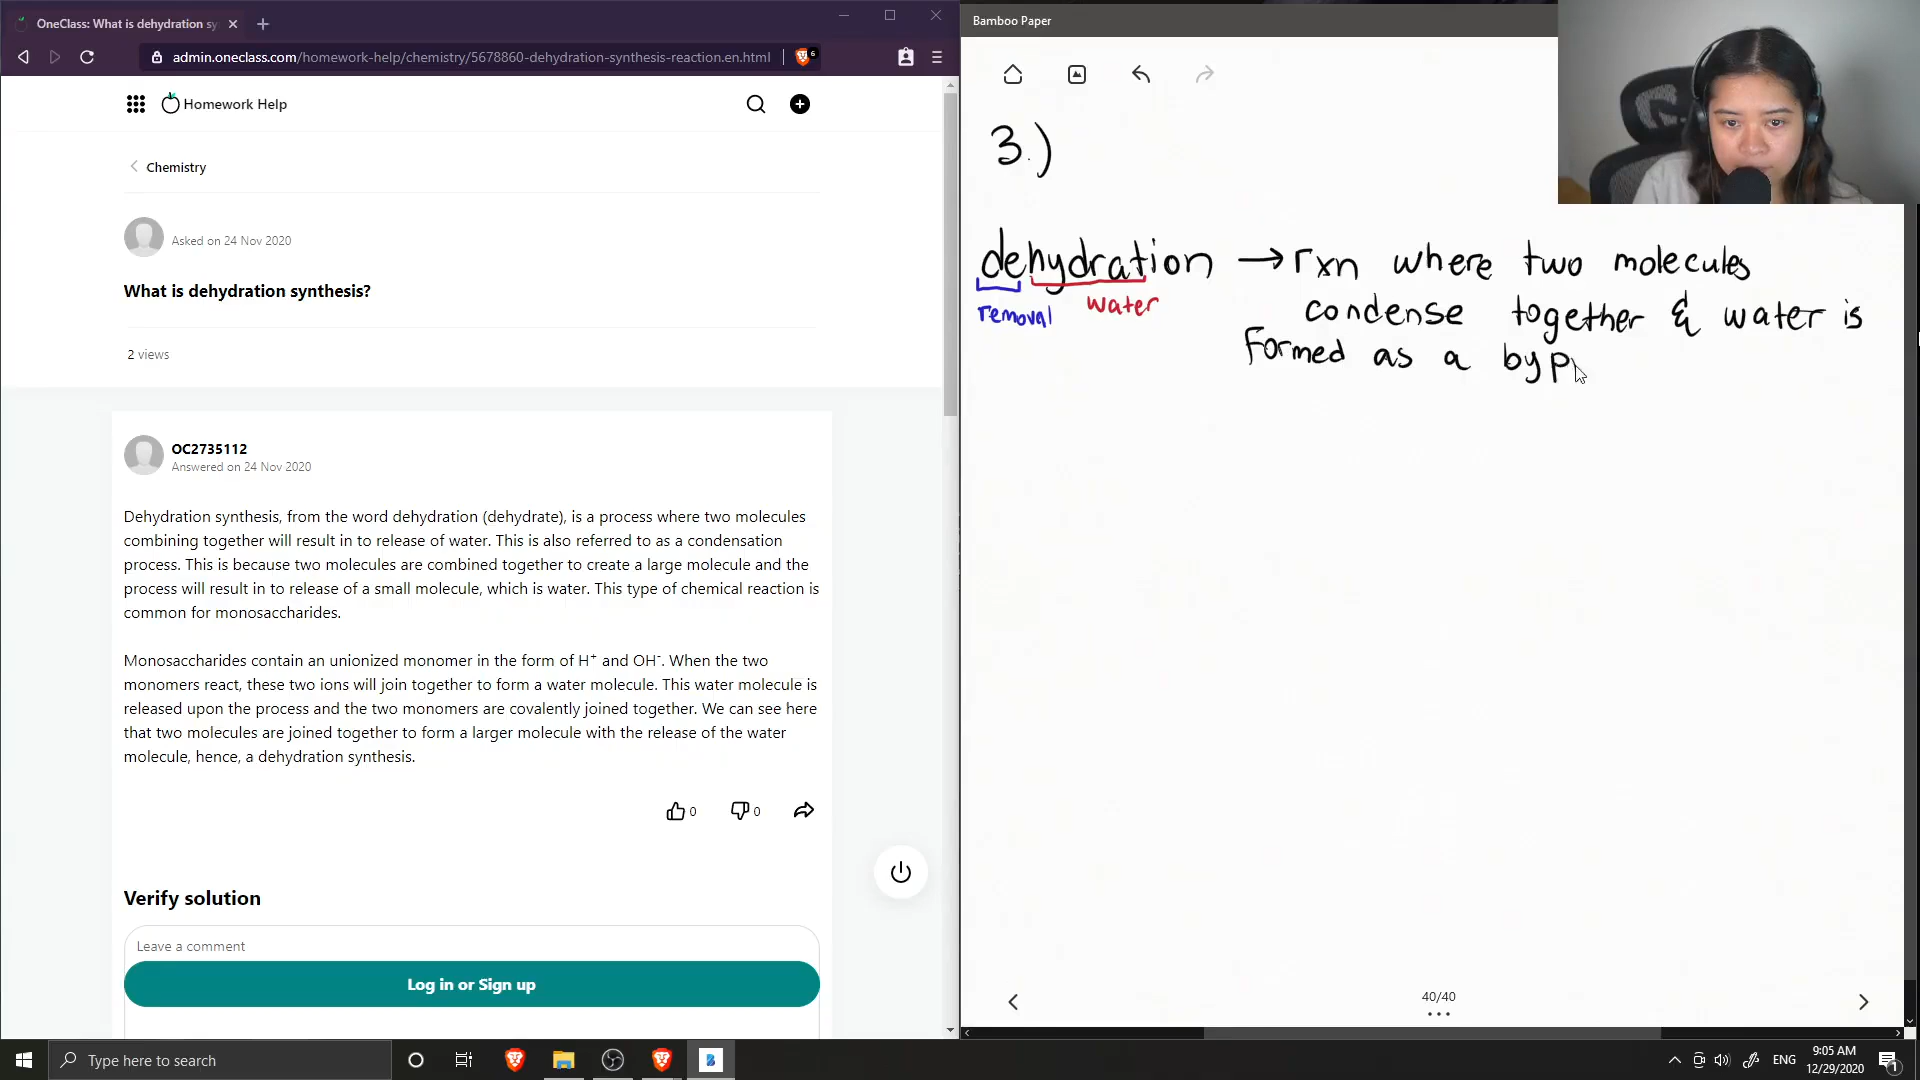 OneClass: What is dehydration sy
admin.oneclass.com/homework-help/chemistry/5678860-dehydration-synthesis-reaction.en.html
6
Homework Help
Chemistry
Asked on 24 Nov 2020
What is dehydration synthesis?
2 views
OC2735112
Answered on 24 Nov 2020
Dehydration synthesis, from the word dehydration (dehydrate), is a process where two molecules
combining together will result in to release of water. This is also referred to as a condensation
process. This is because two molecules are combined together to create a large molecule and the
process will result in to release of a small molecule, which is water. This type of chemical reaction is
common for monosaccharides.
Monosaccharides contain an unionized monomer in the form of H⁺ and OH⁻. When the two
monomers react, these two ions will join together to form a water molecule. This water molecule is
released upon the process and the two monomers are covalently joined together. We can see here
that two molecules are joined together to form a larger molecule with the release of the water
molecule, hence, a dehydration synthesis.
0 0
Verify solution
Leave a comment
Log in or Sign up
Bamboo Paper
3.)
dehydration → rxn where two molecules
removal water
condense together & water is
Formed as a byp
40/40
Type here to search
ENG
9:05 AM
12/29/2020
1